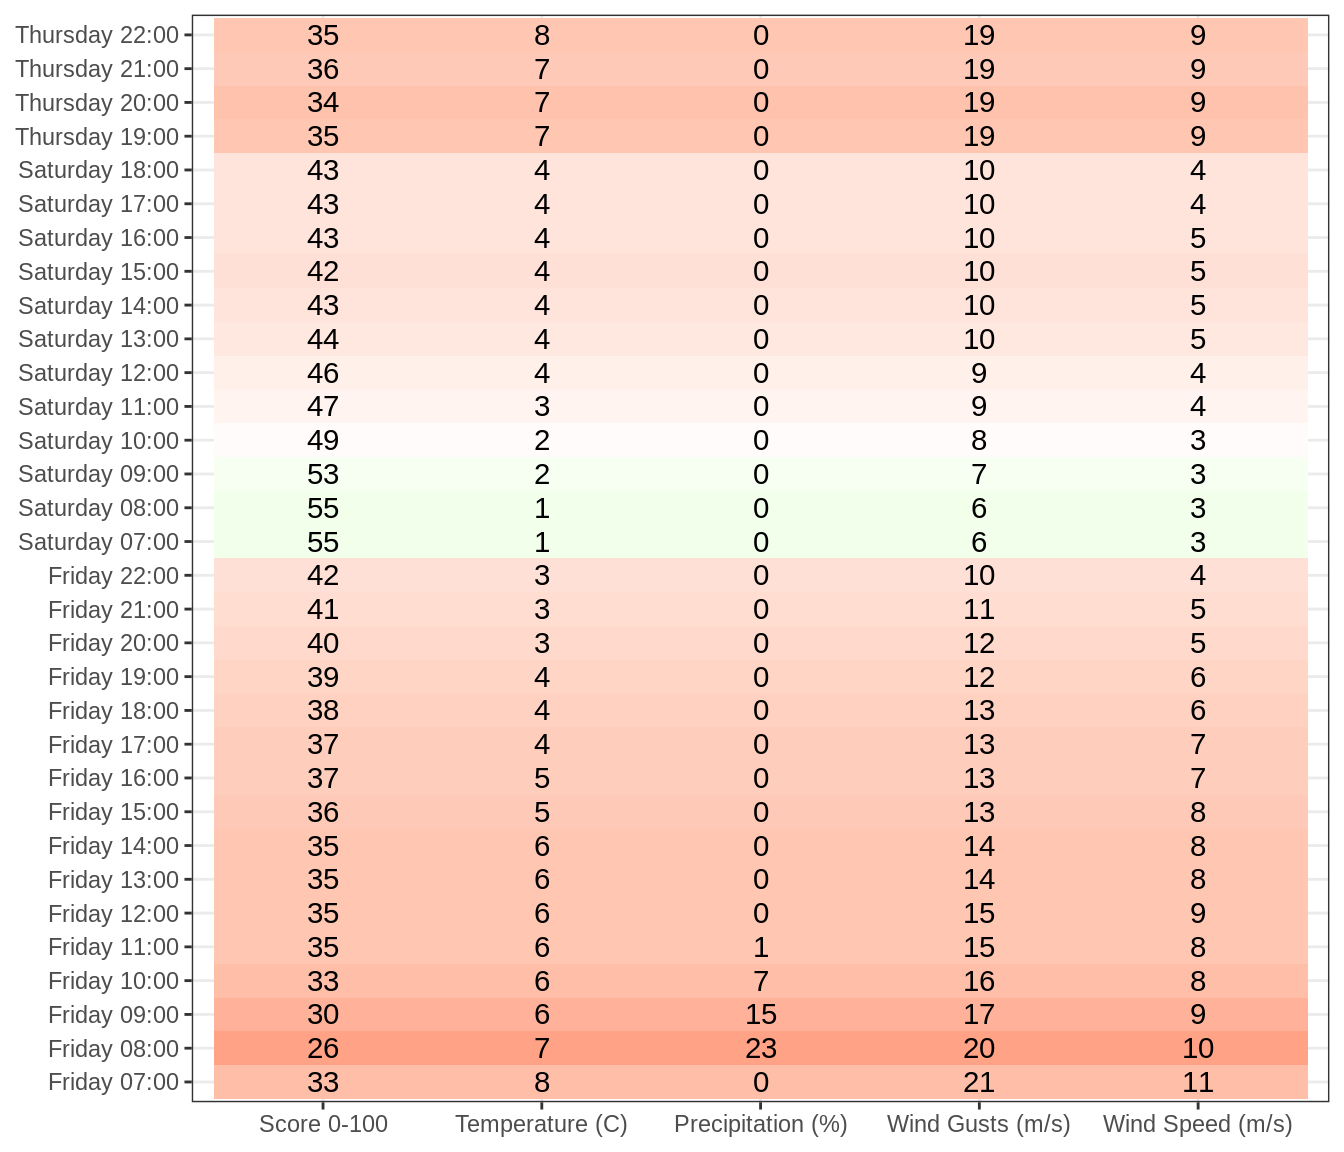 Thursday 22:00 35 8 0 19 9
Thursday 21:00 36 7 0 19 9
Thursday 20:00 34 7 0 19 9
Thursday 19:00 35 7 0 19 9
Saturday 18:00 43 4 0 10 4
Saturday 17:00 43 4 0 10 4
Saturday 16:00 43 4 0 10 5
Saturday 15:00 42 4 0 10 5
Saturday 14:00 43 4 0 10 5
Saturday 13:00 44 4 0 10 5
Saturday 12:00 46 4 0 9 4
Saturday 11:00 47 3 0 9 4
Saturday 10:00 49 2 0 8 3
Saturday 09:00 53 2 0 7 3
Saturday 08:00 55 1 0 6 3
Saturday 07:00 55 1 0 6 3
Friday 22:00 42 3 0 10 4
Friday 21:00 41 3 0 11 5
Friday 20:00 40 3 0 12 5
Friday 19:00 39 4 0 12 6
Friday 18:00 38 4 0 13 6
Friday 17:00 37 4 0 13 7
Friday 16:00 37 5 0 13 7
Friday 15:00 36 5 0 13 8
Friday 14:00 35 6 0 14 8
Friday 13:00 35 6 0 14 8
Friday 12:00 35 6 0 15 9
Friday 11:00 35 6 1 15 8
Friday 10:00 33 6 7 16 8
Friday 09:00 30 6 15 17 9
Friday 08:00 26 7 23 20 10
Friday 07:00 33 8 0 21 11
Score 0-100 Temperature (C) Precipitation (%) Wind Gusts (m/s) Wind Speed (m/s)